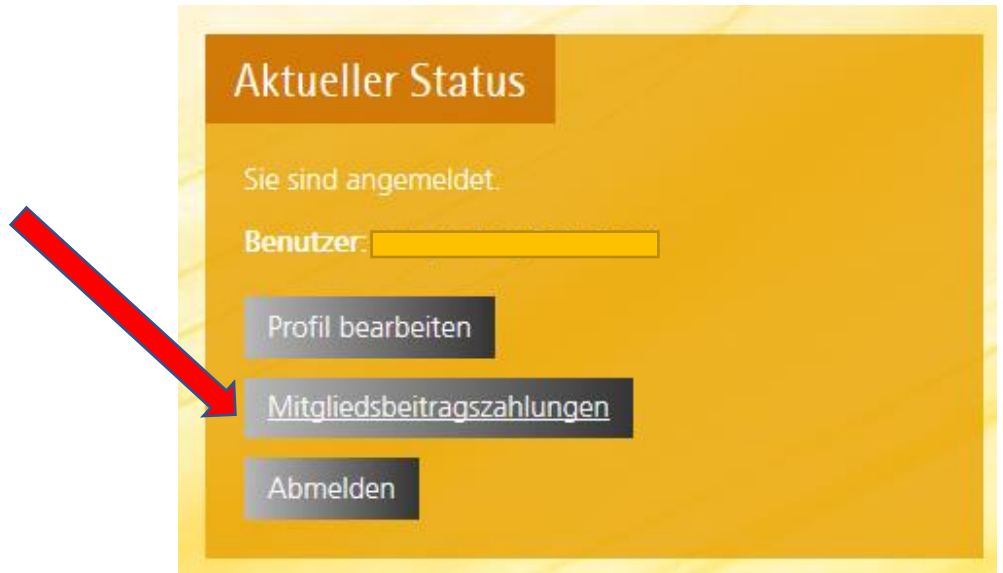 Aktueller Status
Sie sind angemeldet.
Benutzer:
Profil bearbeiten
Mitgliedsbeitragszahlungen
Abmelden